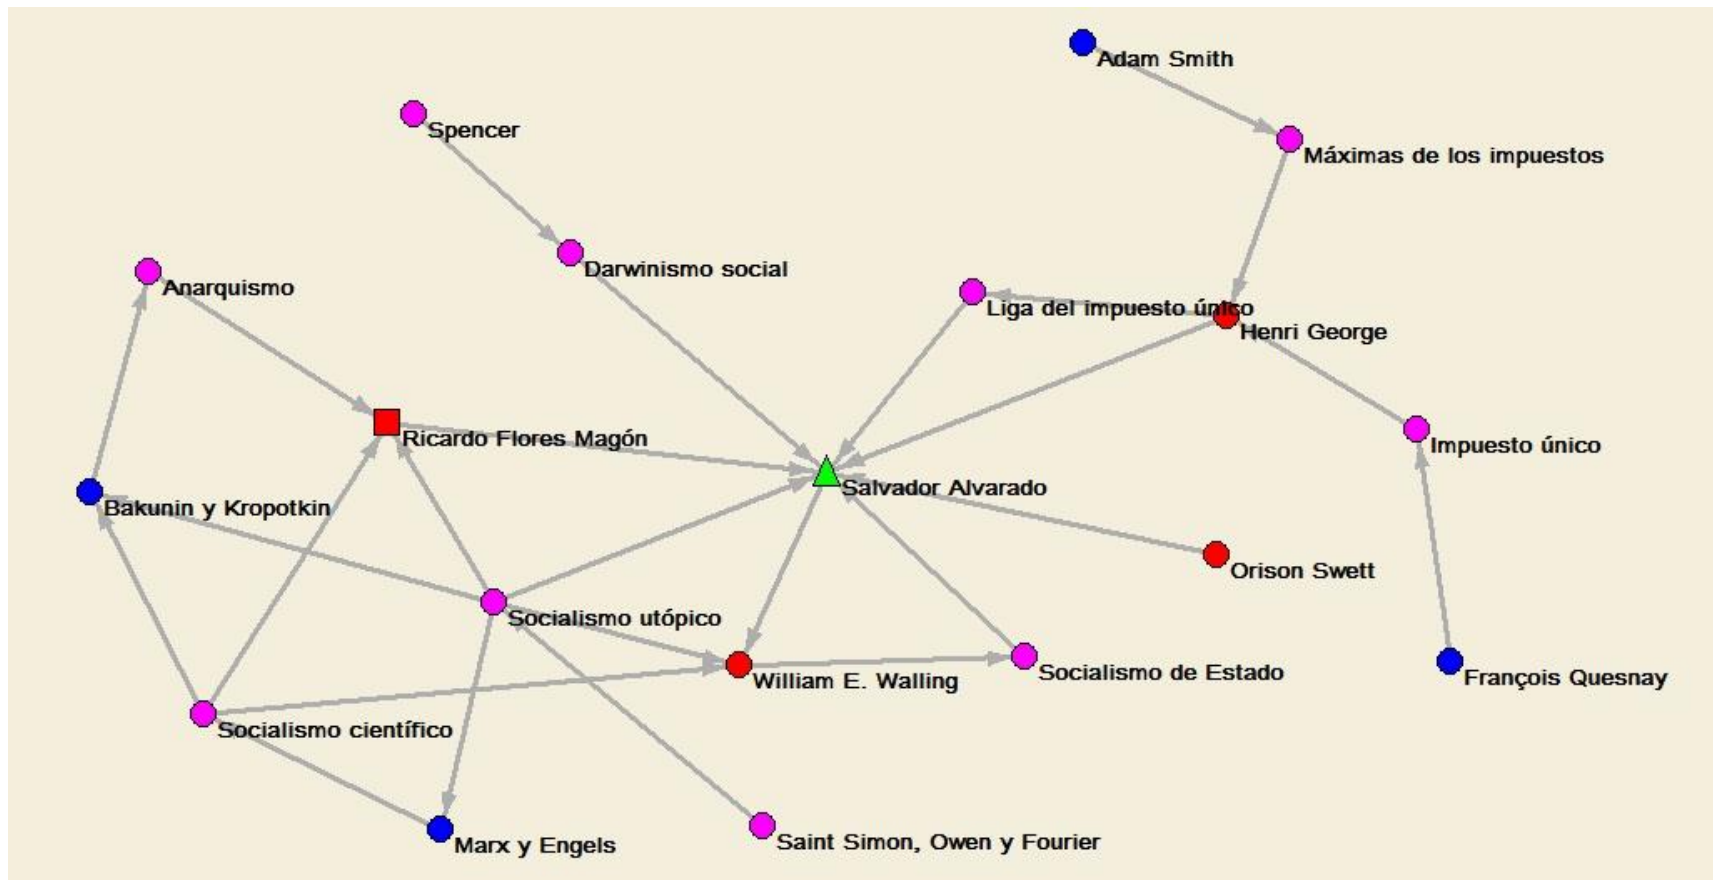 Adam Smith
Spencer
Máximas de los impuestos
Darwinismo social
Anarquismo
Liga del impuesto único
Henri George
Ricardo Flores Magón
Impuesto único
Salvador Alvarado
Bakunin y Kropotkin
Orison Swett
Socialismo utópico
Socialismo de Estado
François Quesnay
William E. Walling
Socialismo científico
Saint Simon, Owen y Fourier
Marx y Engels